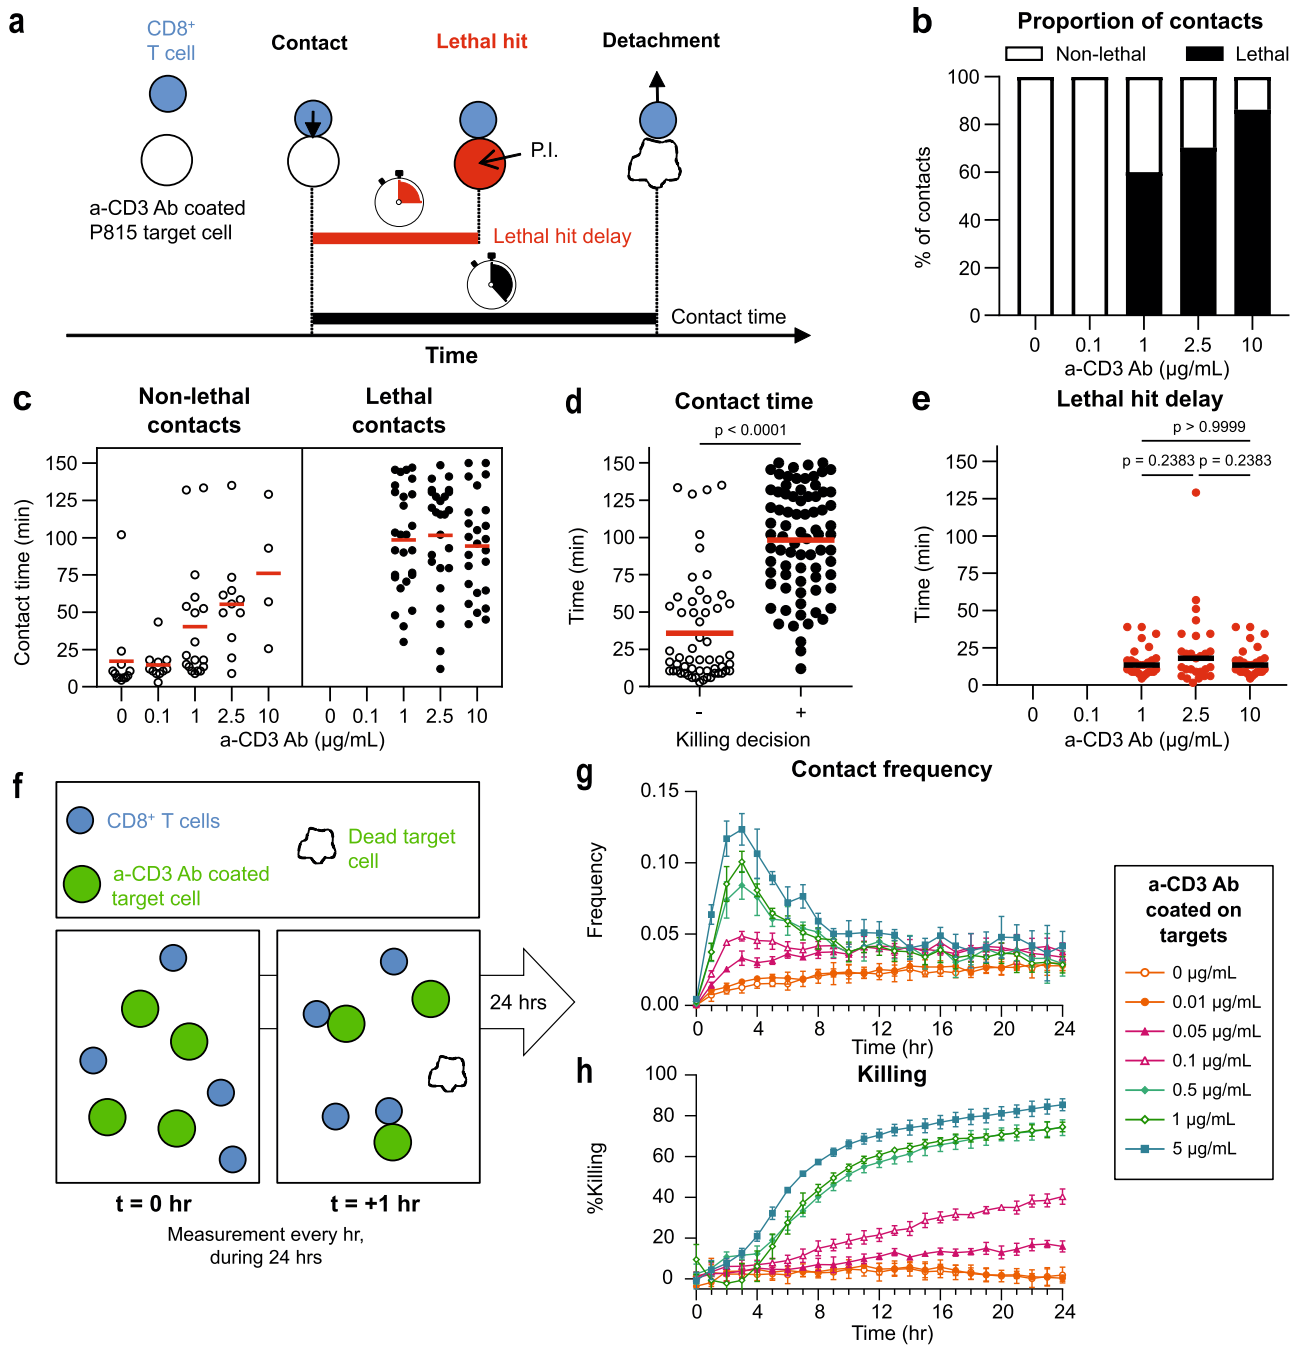 a
CD8⁺
T cell
Contact
Lethal hit
Detachment
P.I.
a-CD3 Ab coated
P815 target cell
Lethal hit delay
Contact time
Time
b
Proportion of contacts
Non-lethal
Lethal
% of contacts
100
80
60
40
20
0
0 0.1 1 2.5 10
a-CD3 Ab (µg/mL)
c
Non-lethal
contacts
Lethal
contacts
Contact time (min)
150
125
100
75
50
25
0
0 0.1 1 2.5 10 0 0.1 1 2.5 10
a-CD3 Ab (µg/mL)
d
Contact time
p < 0.0001
Time (min)
150
125
100
75
50
25
0
- +
Killing decision
e
Lethal hit delay
p > 0.9999
p = 0.2383 p = 0.2383
Time (min)
150
125
100
75
50
25
0
0 0.1 1 2.5 10
a-CD3 Ab (µg/mL)
f
CD8⁺ T cells
a-CD3 Ab coated
target cell
Dead target
cell
24 hrs
t = 0 hr
t = +1 hr
Measurement every hr,
during 24 hrs
g
Contact frequency
Frequency
0.15
0.10
0.05
0.00
0 4 8 12 16 20 24
Time (hr)
h
Killing
%Killing
100
80
60
40
20
0
0 4 8 12 16 20 24
Time (hr)
a-CD3 Ab
coated on
targets
0 µg/mL
0.01 µg/mL
0.05 µg/mL
0.1 µg/mL
0.5 µg/mL
1 µg/mL
5 µg/mL